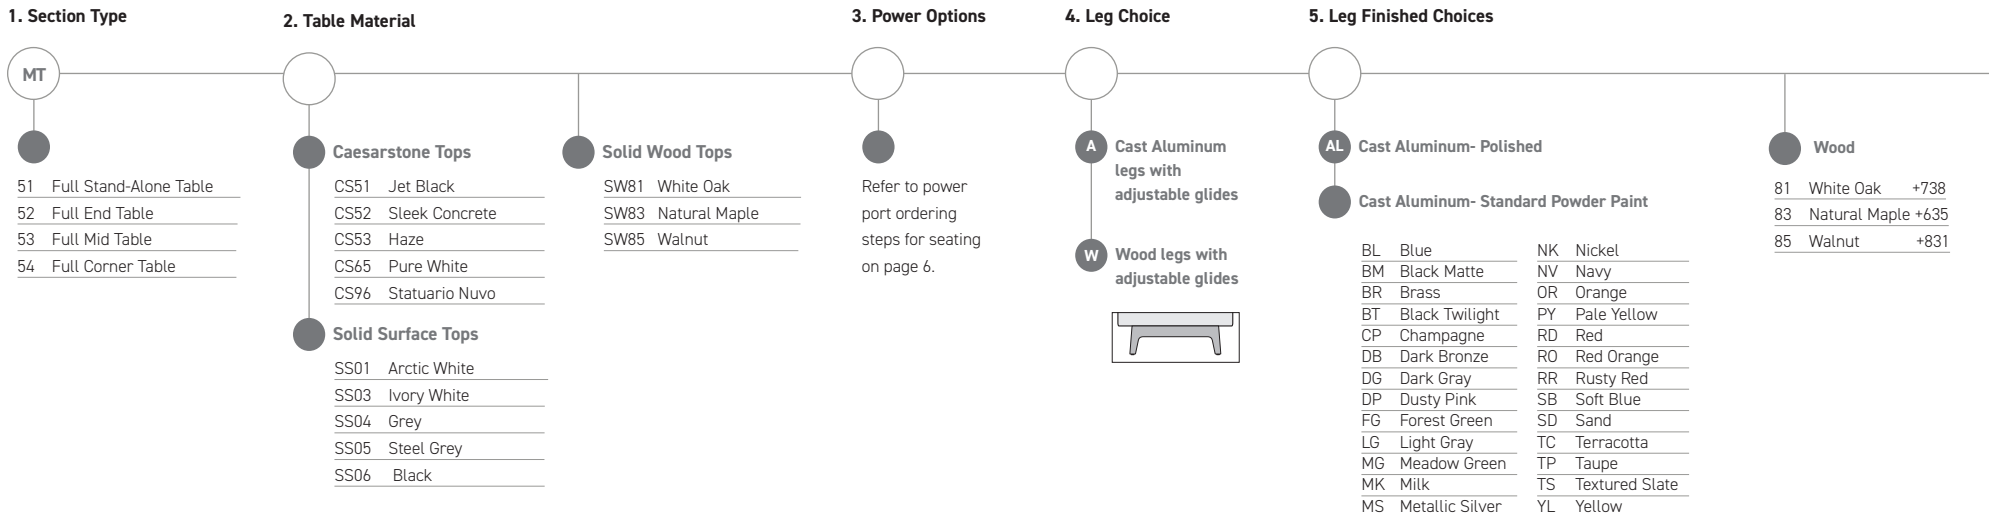 1. Section Type
MT
51 Full Stand-Alone Table
52 Full End Table
53 Full Mid Table
54 Full Corner Table
2. Table Material
Caesarstone Tops
CS51 Jet Black
CS52 Sleek Concrete
CS53 Haze
CS65 Pure White
CS96 Statuario Nuvo
Solid Surface Tops
SS01 Arctic White
SS03 Ivory White
SS04 Grey
SS05 Steel Grey
SS06 Black
Solid Wood Tops
SW81 White Oak
SW83 Natural Maple
SW85 Walnut
3. Power Options
Refer to power
port ordering
steps for seating
on page 6.
4. Leg Choice
A Cast Aluminum
legs with
adjustable glides
W Wood legs with
adjustable glides
5. Leg Finished Choices
AL Cast Aluminum- Polished
Cast Aluminum- Standard Powder Paint
BL Blue
BM Black Matte
BR Brass
BT Black Twilight
CP Champagne
DB Dark Bronze
DG Dark Gray
DP Dusty Pink
FG Forest Green
LG Light Gray
MG Meadow Green
MK Milk
MS Metallic Silver
NK Nickel
NV Navy
OR Orange
PY Pale Yellow
RD Red
RO Red Orange
RR Rusty Red
SB Soft Blue
SD Sand
TC Terracotta
TP Taupe
TS Textured Slate
YL Yellow
Wood
81 White Oak +738
83 Natural Maple +635
85 Walnut +831